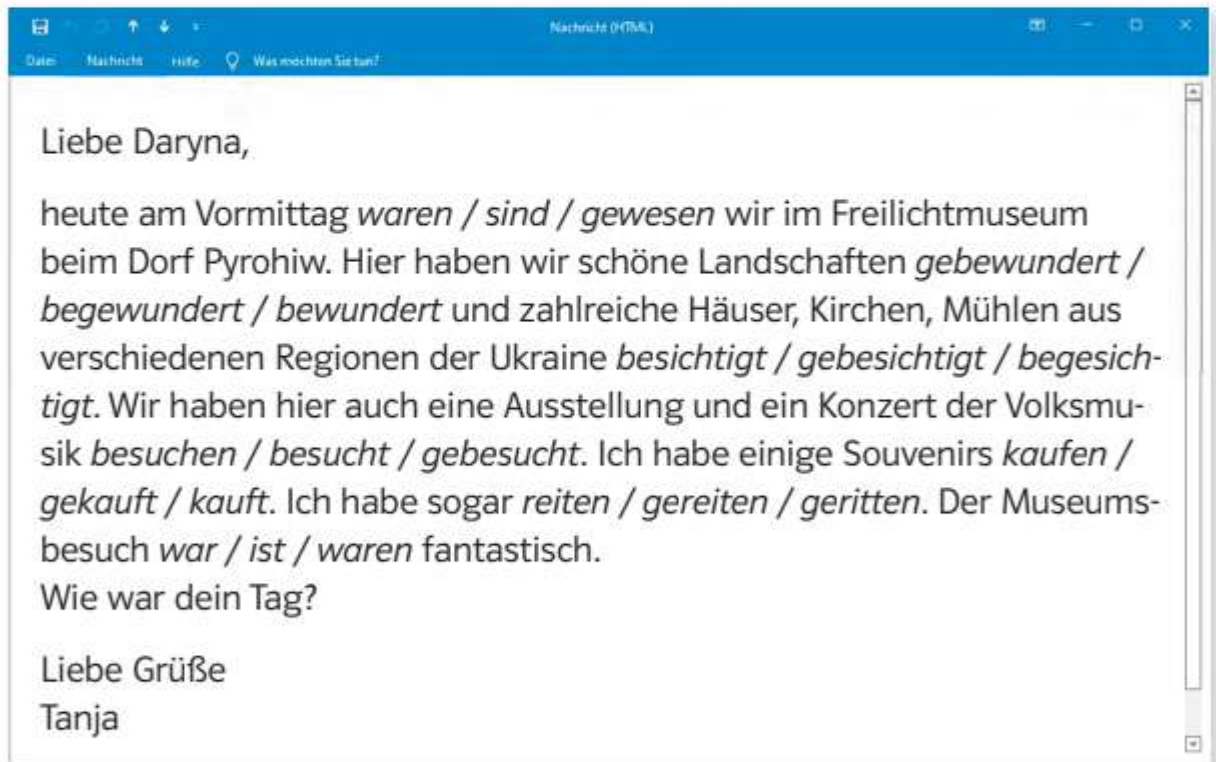 Nachricht (HTML)
Datei Nachricht Hilfe Was möchten Sie tun?
Liebe Daryna,
heute am Vormittag waren / sind / gewesen wir im Freilichtmuseum
beim Dorf Pyrohiw. Hier haben wir schöne Landschaften gebewundert /
begewundert / bewundert und zahlreiche Häuser, Kirchen, Mühlen aus
verschiedenen Regionen der Ukraine besichtigt / gebesichtigt / begesich-
tigt. Wir haben hier auch eine Ausstellung und ein Konzert der Volksmu-
sik besuchen / besucht / gebesucht. Ich habe einige Souvenirs kaufen /
gekauft / kauft. Ich habe sogar reiten / gereiten / geritten. Der Museums-
besuch war / ist / waren fantastisch.
Wie war dein Tag?
Liebe Grüße
Tanja